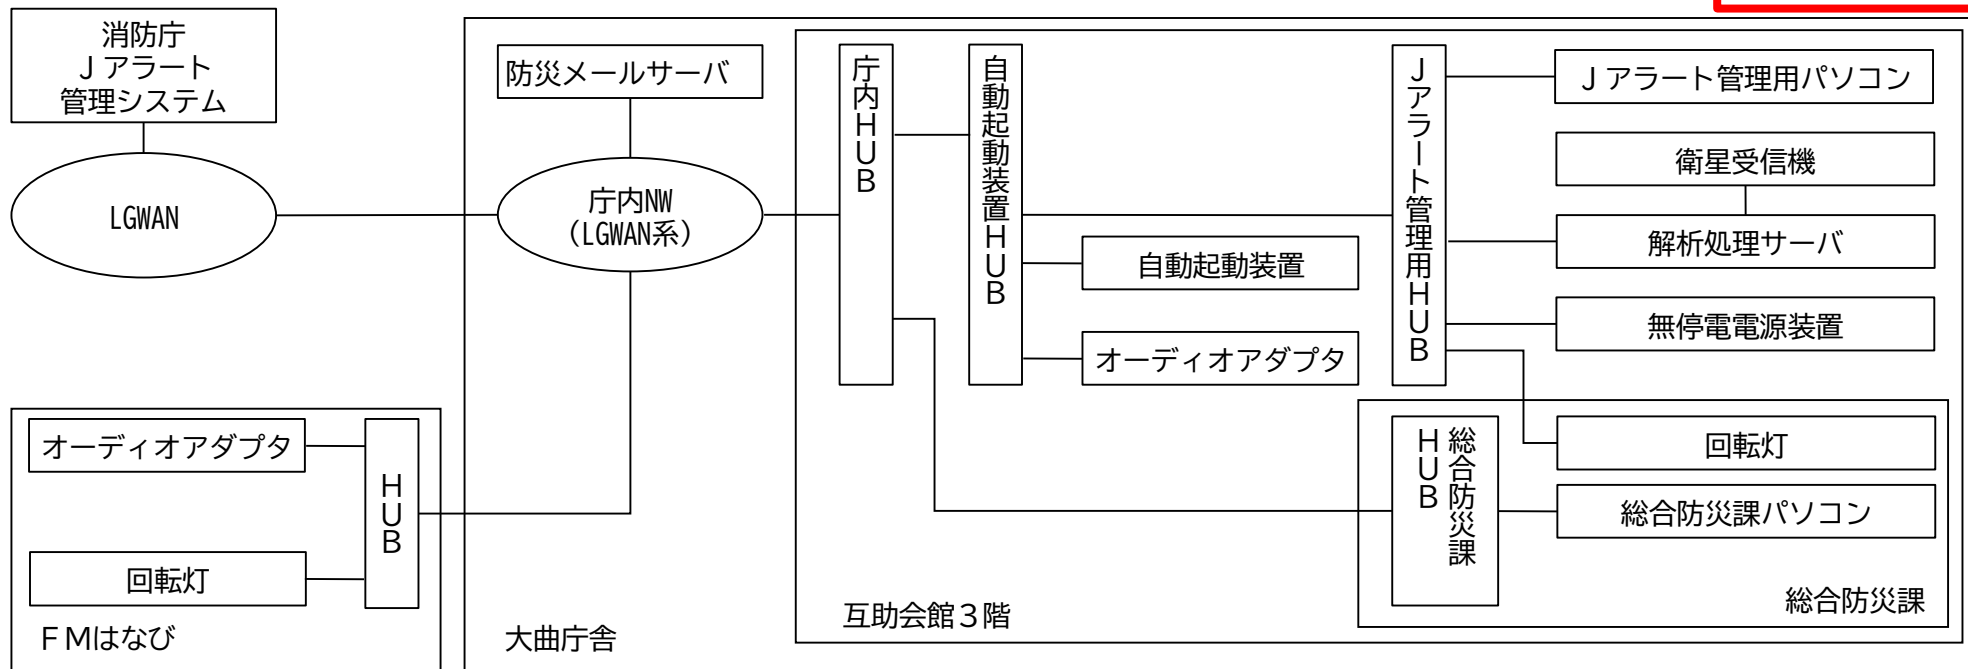 消防庁
Ｊアラート
管理システム
LGWAN
防災メールサーバ
庁内NW
（LGWAN系）
庁内ＨＵＢ
自動起動装置ＨＵＢ
自動起動装置
オーディオアダプタ
Ｊアラート管理用ＨＵＢ
Ｊアラート管理用パソコン
衛星受信機
解析処理サーバ
無停電電源装置
総合防災課
ＨＵＢ
回転灯
総合防災課パソコン
総合防災課
互助会館３階
大曲庁舎
オーディオアダプタ
ＨＵＢ
回転灯
ＦＭはなび